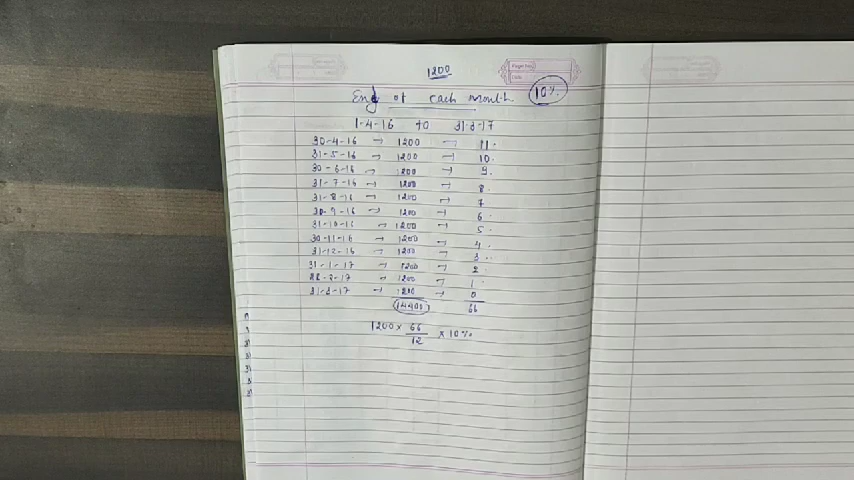 1200
Page No.
Date
End of each month 10%
1-4-16 to 31-3-17
30-4-16 → 1200 → 11.
31-5-16 → 1200 → 10.
30-6-16 → 1200 → 9.
31-7-16 → 1200 → 8.
31-8-16 → 1200 → 7.
30-9-16 → 1200 → 6.
31-10-16 → 1200 → 5.
30-11-16 → 1200 → 4.
31-12-16 → 1200 → 3.
31-1-17 → 1200 → 2.
28-2-17 → 1200 → 1.
31-3-17 → 1200 → 0
14400 66
1200 × 66/12 × 10%